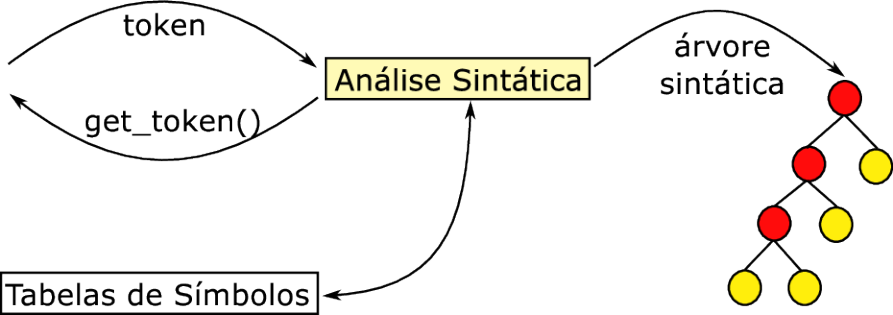 token
get_token()
Análise Sintática
árvore
sintática
Tabelas de Símbolos